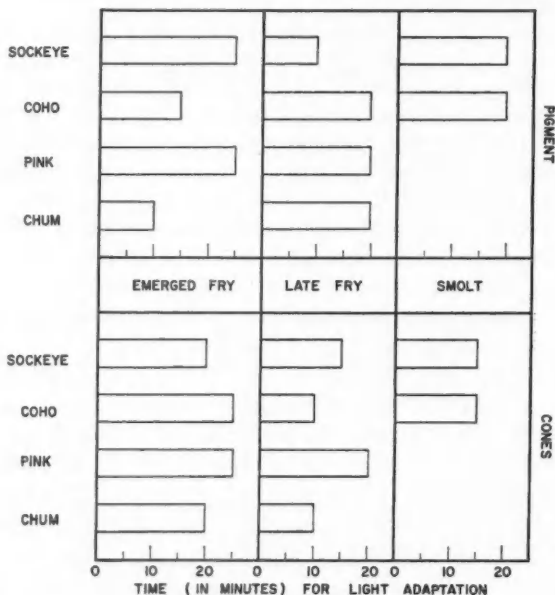 SOCKEYE
COHO
PINK
CHUM
PIGMENT
EMERGED FRY LATE FRY SMOLT
SOCKEYE
COHO
PINK
CHUM
CONES
0 10 20 0 10 20 0 10 20
TIME (IN MINUTES) FOR LIGHT ADAPTATION